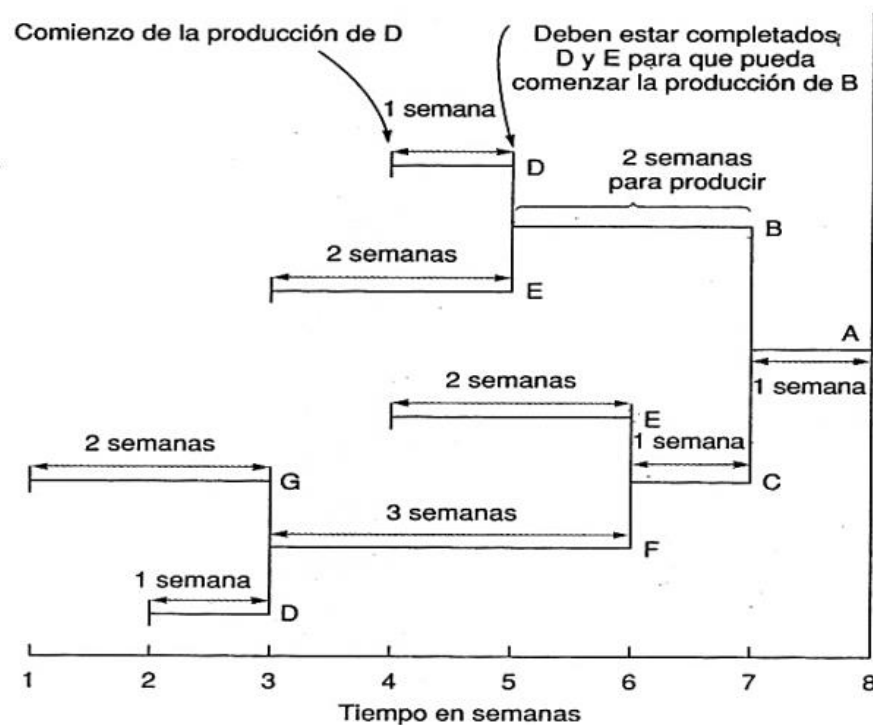 Comienzo de la producción de D
Deben estar completados
D y E para que pueda
comenzar la producción de B
1 semana
D
2 semanas
para producir
B
2 semanas
E
A
1 semana
2 semanas
E
1 semana
C
2 semanas
G
3 semanas
F
1 semana
D
1 2 3 4 5 6 7 8
Tiempo en semanas